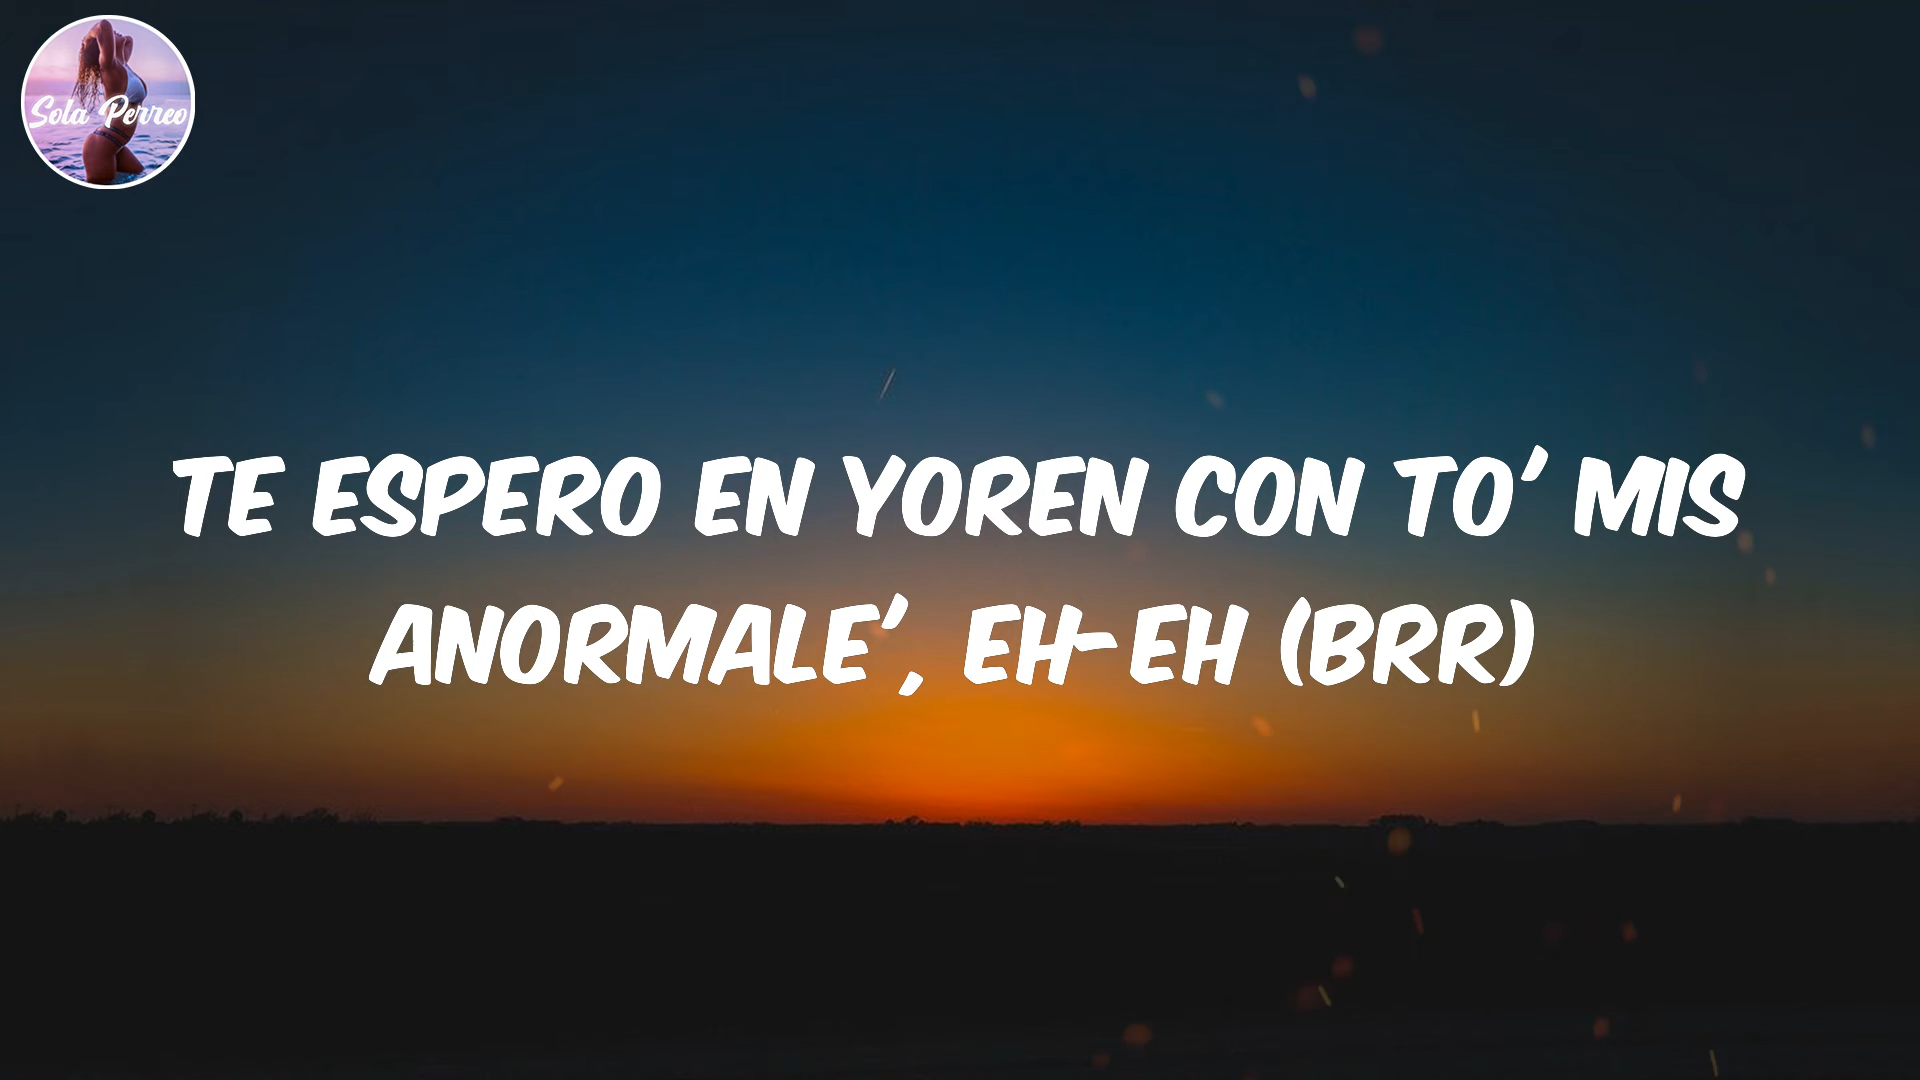 Sola Perreo
TE ESPERO EN YOREN CON TO' MIS
ANORMALE', EH-EH (BRR)